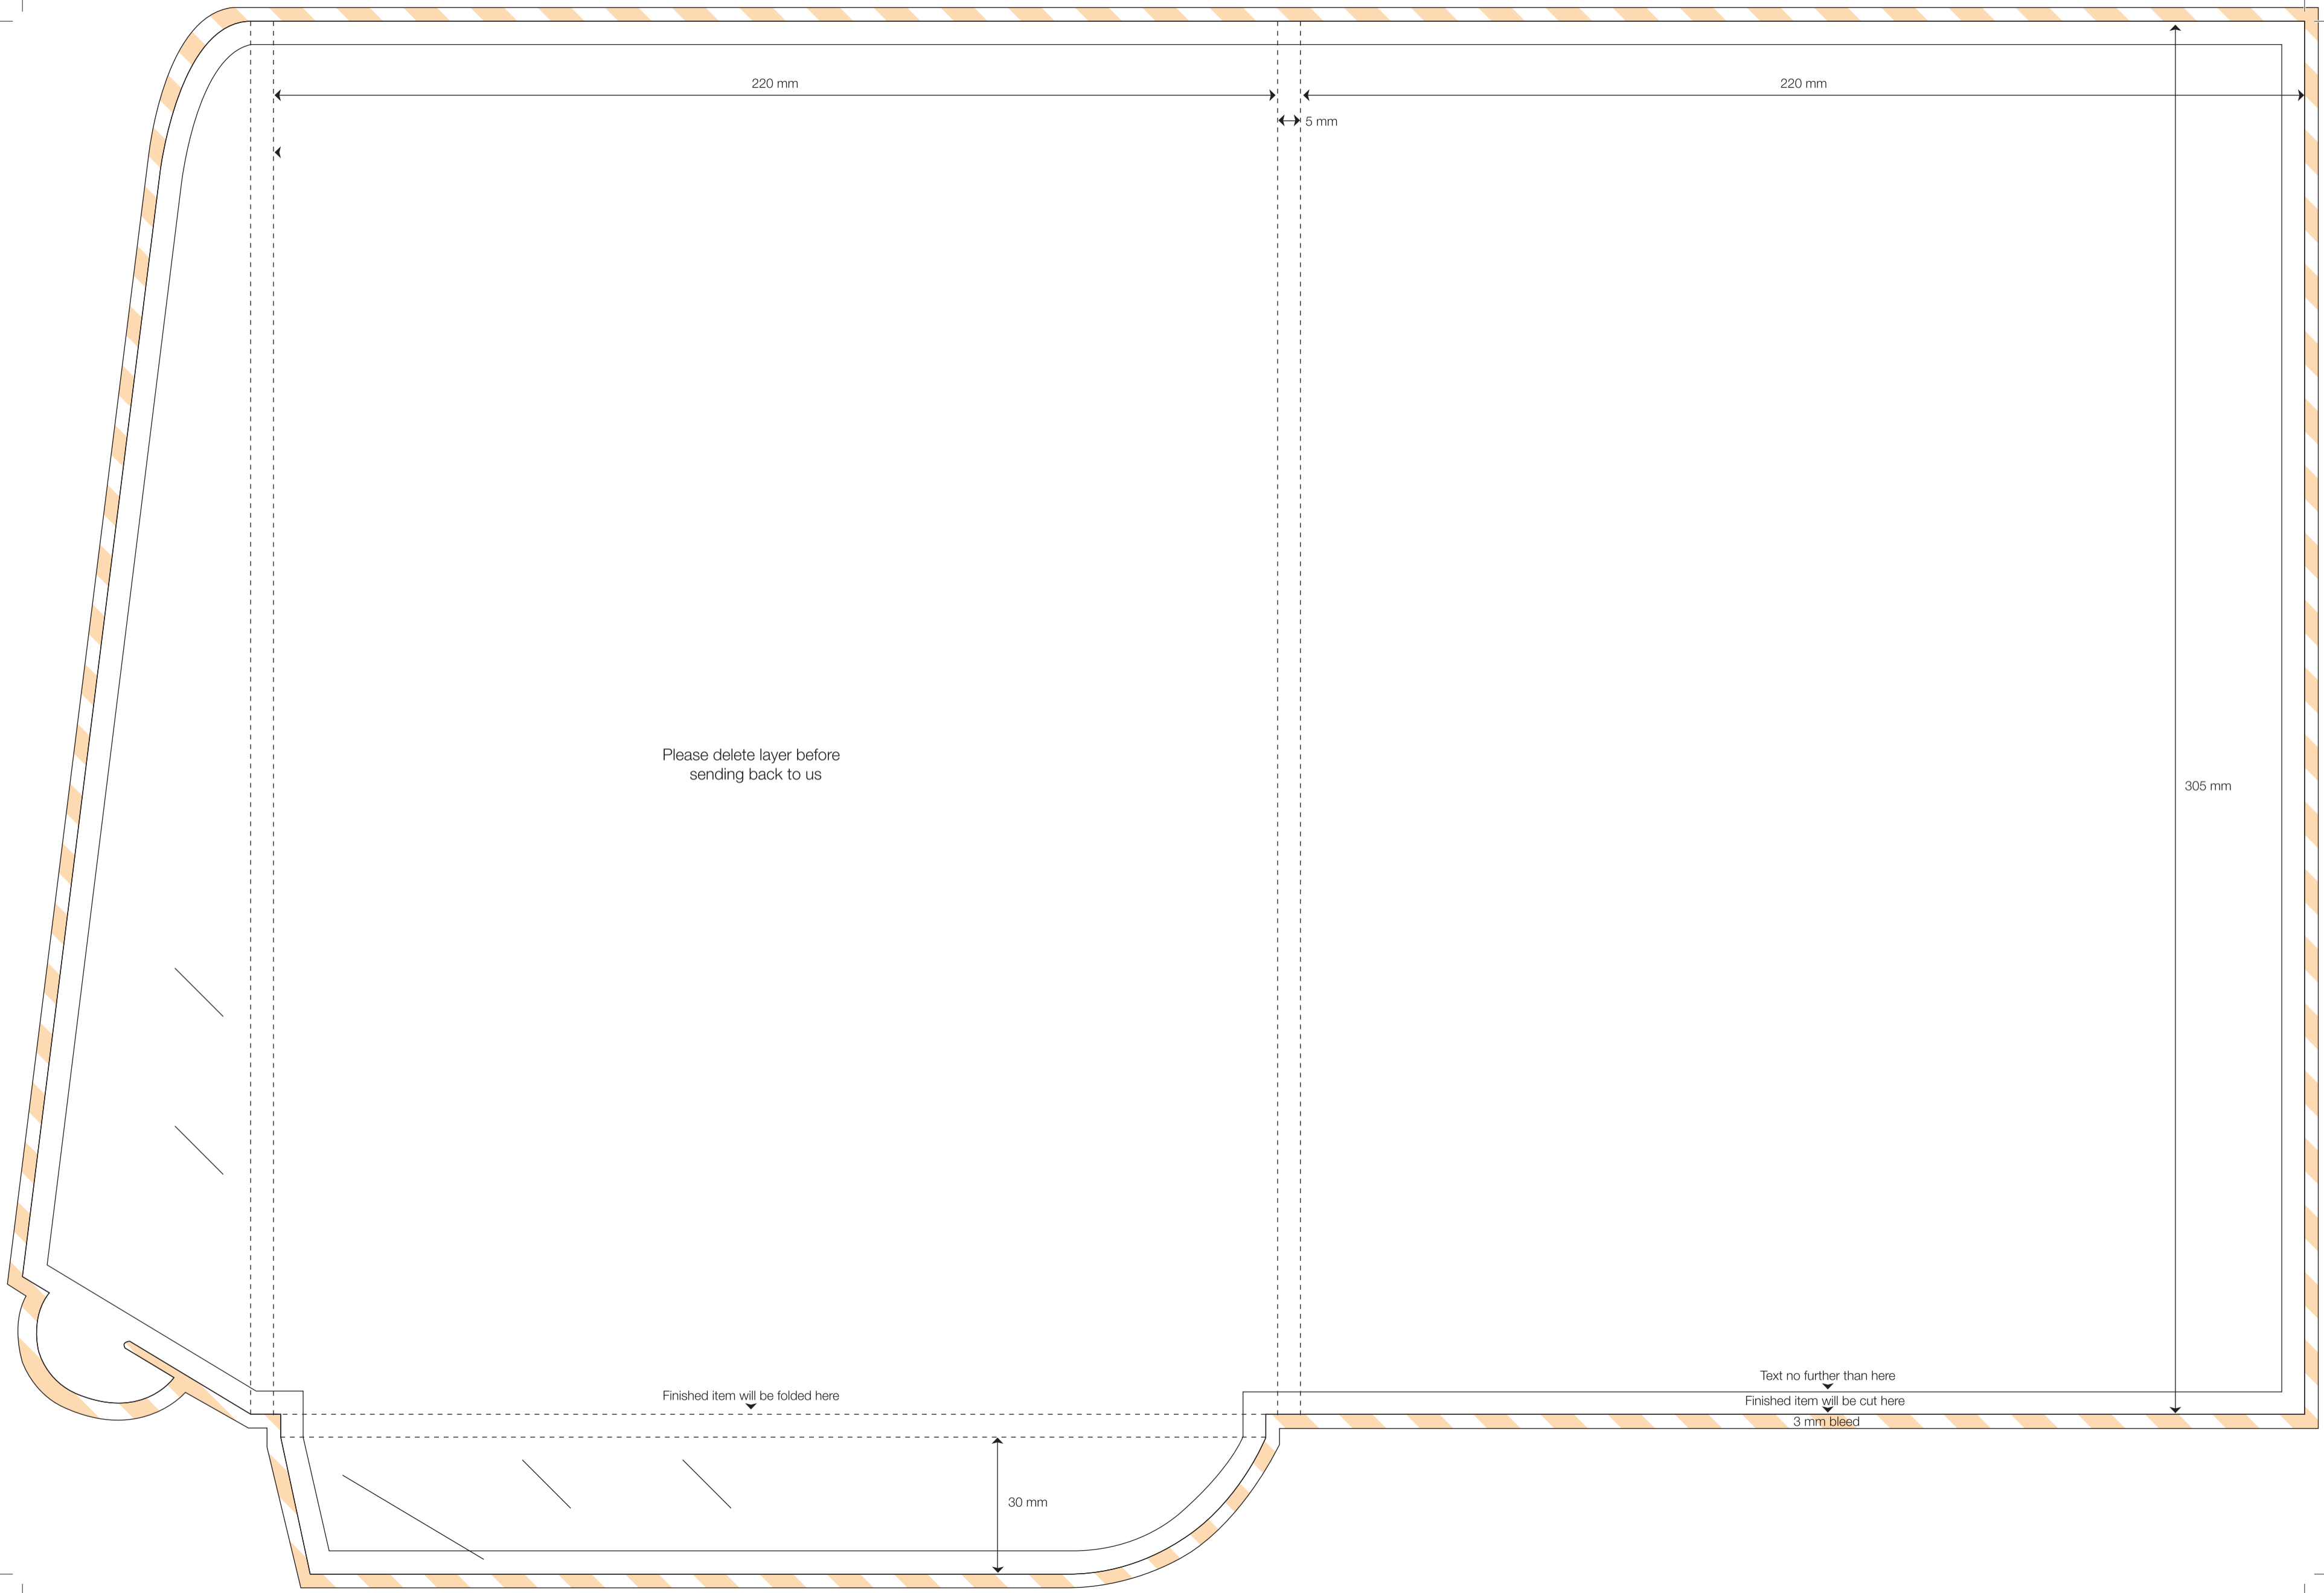 220 mm
220 mm
5 mm
Please delete layer before
sending back to us
305 mm
Text no further than here
Finished item will be folded here
Finished item will be cut here
3 mm bleed
30 mm